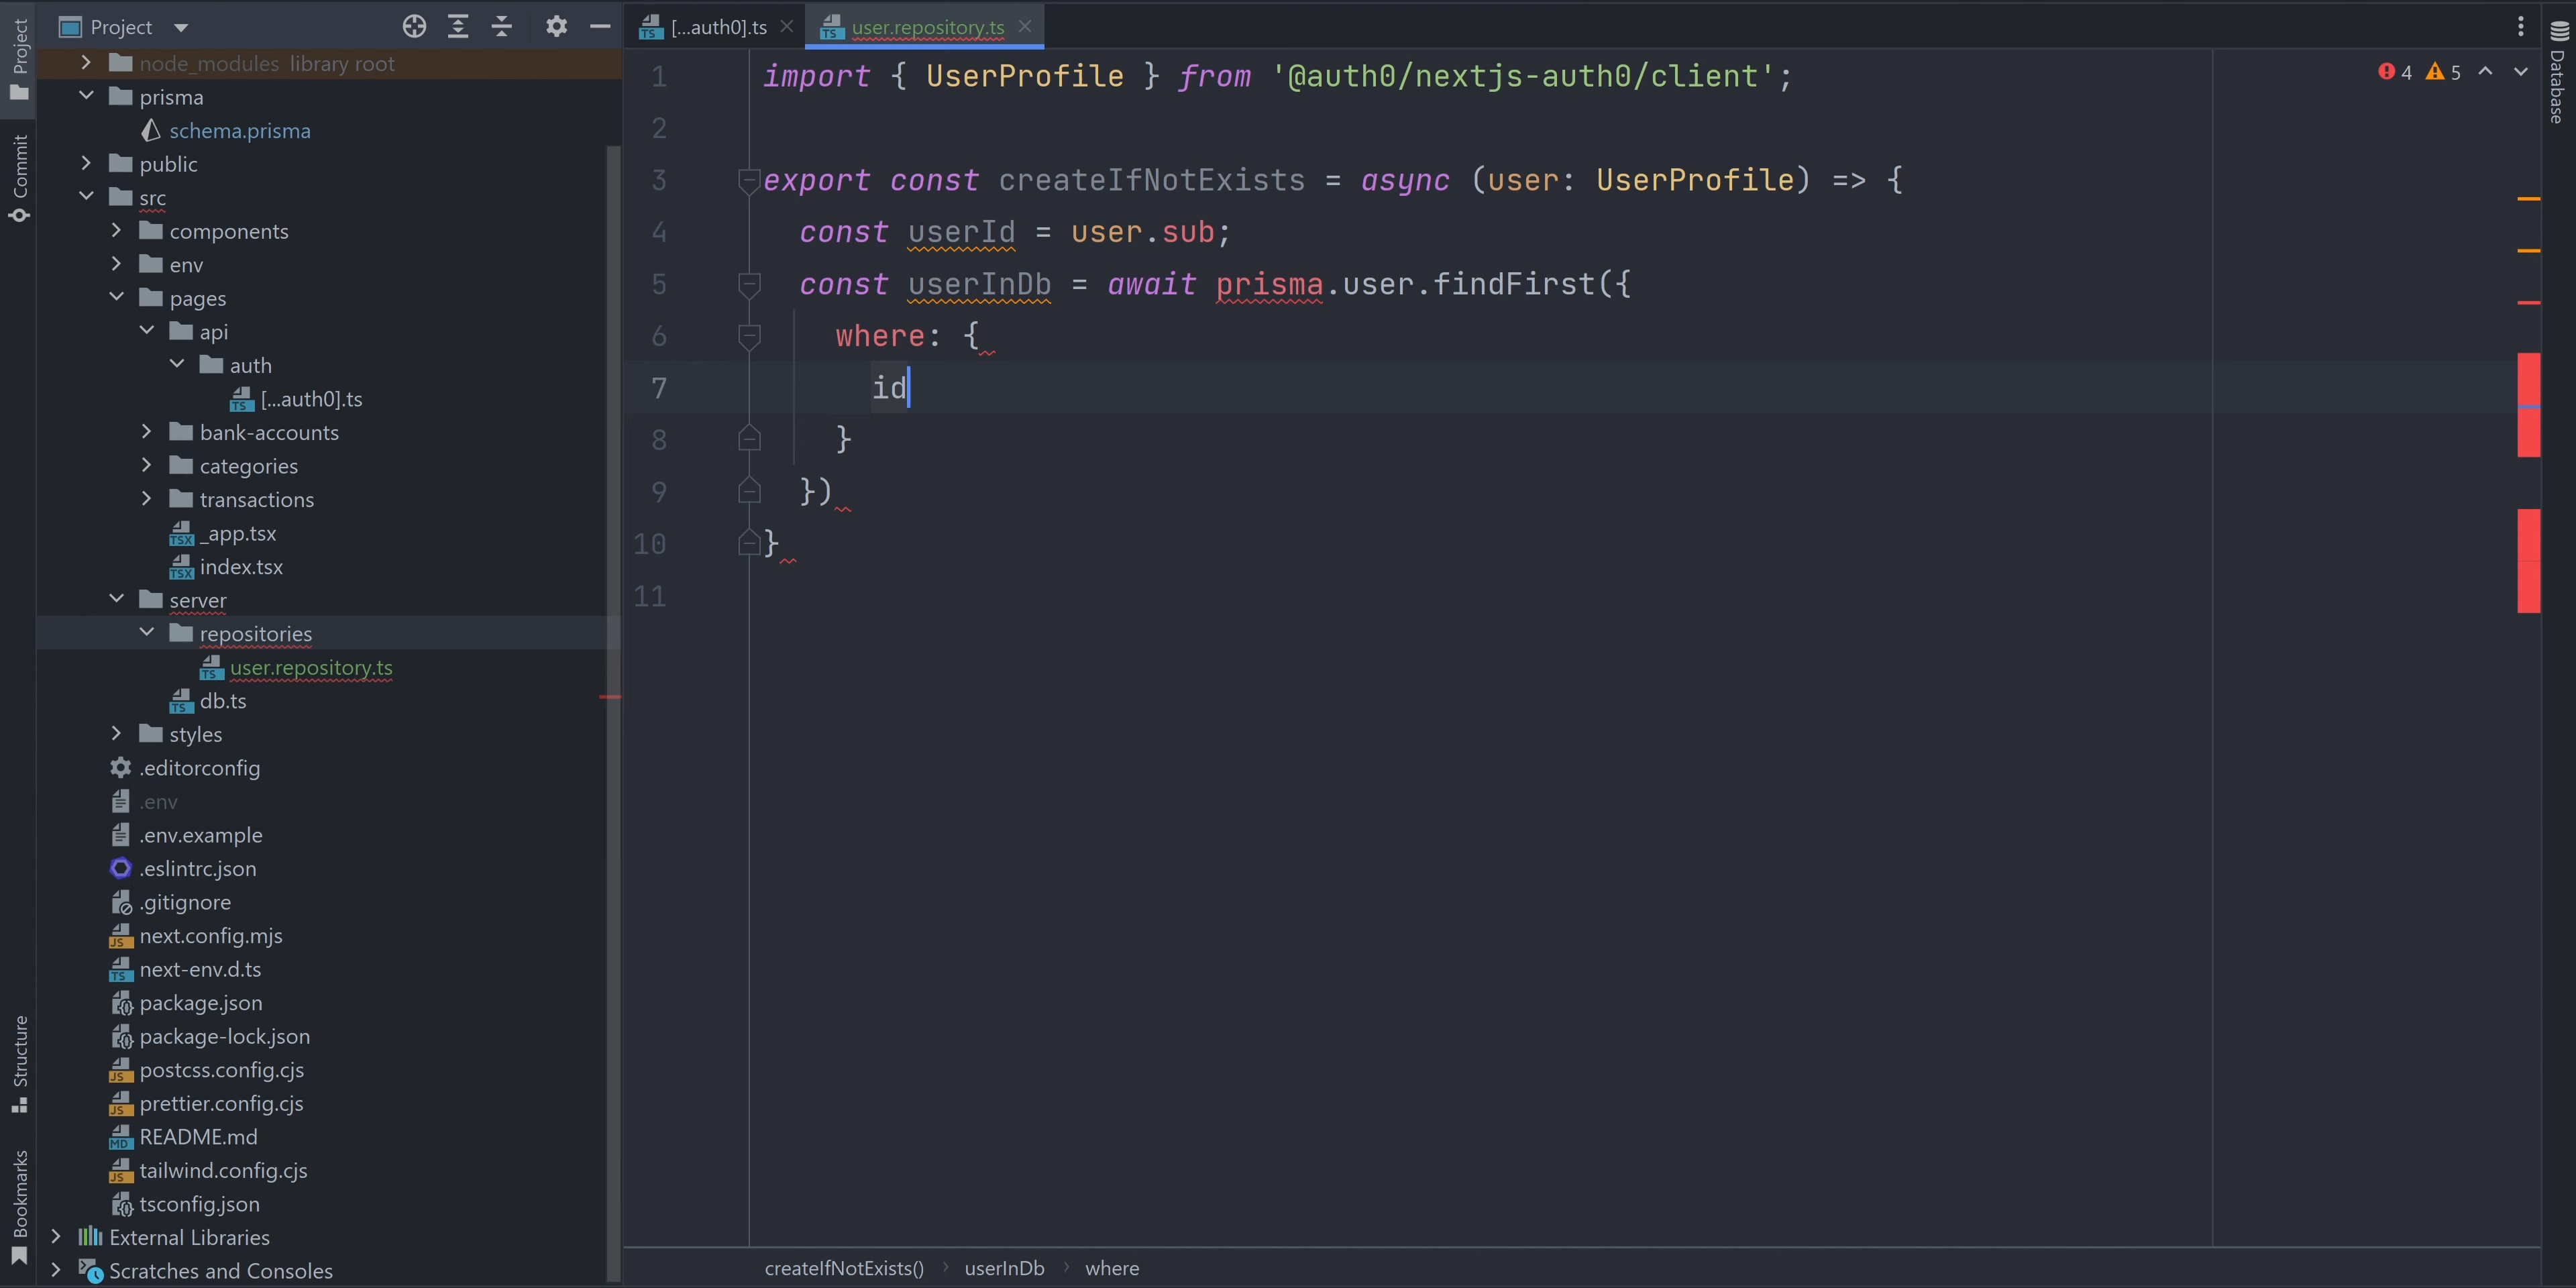 Project
[...auth0].ts
user.repository.ts
Project
Commit
Structure
Bookmarks
Database
node_modules library root
prisma
schema.prisma
public
src
components
env
pages
api
auth
[...auth0].ts
bank-accounts
categories
transactions
_app.tsx
index.tsx
server
repositories
user.repository.ts
db.ts
styles
.editorconfig
.env
.env.example
.eslintrc.json
.gitignore
next.config.mjs
next-env.d.ts
package.json
package-lock.json
postcss.config.cjs
prettier.config.cjs
README.md
tailwind.config.cjs
tsconfig.json
External Libraries
Scratches and Consoles
4 5
1 import { UserProfile } from '@auth0/nextjs-auth0/client';
2
3 export const createIfNotExists = async (user: UserProfile) => {
4 const userId = user.sub;
5 const userInDb = await prisma.user.findFirst({
6 where: {
7 id
8 }
9 })
10 }
11
createIfNotExists() userInDb where